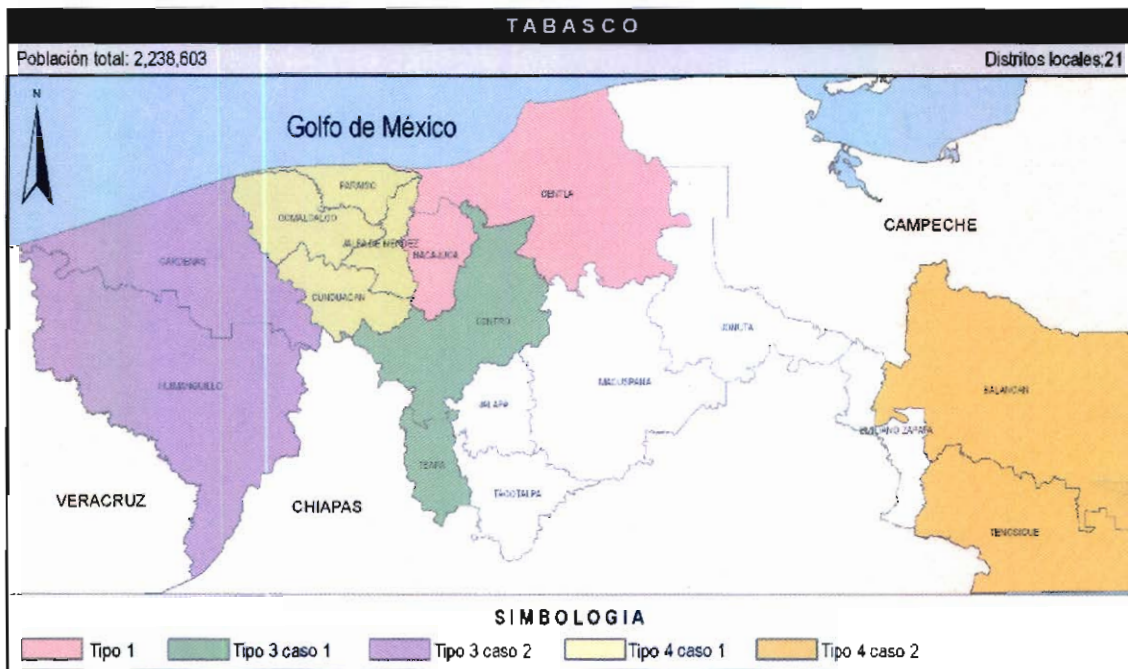 TABASCO
Población total: 2,238,603
Distritos locales:21
N
Golfo de México
PARAISO
CENTLA
COMALCALCO
CAMPECHE
JALPA DE MENDEZ
NACAJUCA
CARDENAS
CUNDUACAN
CENTRO
JONUTA
HUIMANGUILLO
MACUSPANA
BALANCAN
JALAPA
EMILIANO ZAPATA
TEAPA
VERACRUZ
CHIAPAS
TACOTALPA
TENOSIQUE
SIMBOLOGIA
Tipo 1
Tipo 3 caso 1
Tipo 3 caso 2
Tipo 4 caso 1
Tipo 4 caso 2